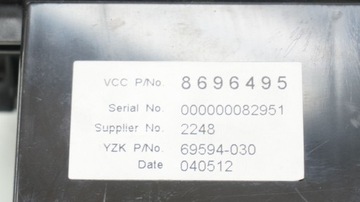 VCC P/No. 8696495
Serial No. 000000082951
Supplier No. 2248
YZK P/No. 69594-030
Date 040512